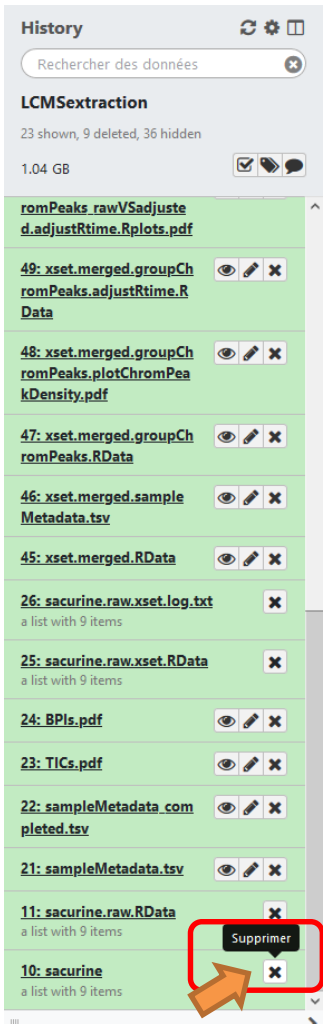 History
Rechercher des données
LCMSextraction
23 shown, 9 deleted, 36 hidden
1.04 GB
romPeaks_rawVSadjuste
d.adjustRtime.Rplots.pdf
49: xset.merged.groupCh
romPeaks.adjustRtime.R
Data
48: xset.merged.groupCh
romPeaks.plotChromPea
kDensity.pdf
47: xset.merged.groupCh
romPeaks.RData
46: xset.merged.sample
Metadata.tsv
45: xset.merged.RData
26: sacurine.raw.xset.log.txt
a list with 9 items
25: sacurine.raw.xset.RData
a list with 9 items
24: BPIs.pdf
23: TICs.pdf
22: sampleMetadata_com
pleted.tsv
21: sampleMetadata.tsv
11: sacurine.raw.RData
a list with 9 items
Supprimer
10: sacurine
a list with 9 items